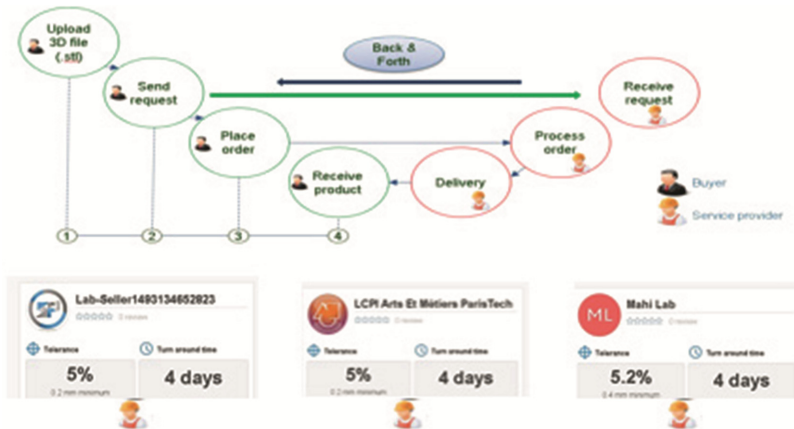 Upload
3D file
(.stl)
Send
request
Back &
Forth
Receive
request
Place
order
Process
order
Receive
product
Delivery
Buyer
Service provider
1 2 3 4
Lab-Seller1493134652823
0 review
Tolerance Turn around time
5% 4 days
0.2 mm minimum
LCPI Arts Et Métiers ParisTech
0 review
Tolerance Turn around time
5% 4 days
0.2 mm minimum
ML Mahi Lab
0 review
Tolerance Turn around time
5.2% 4 days
0.4 mm minimum